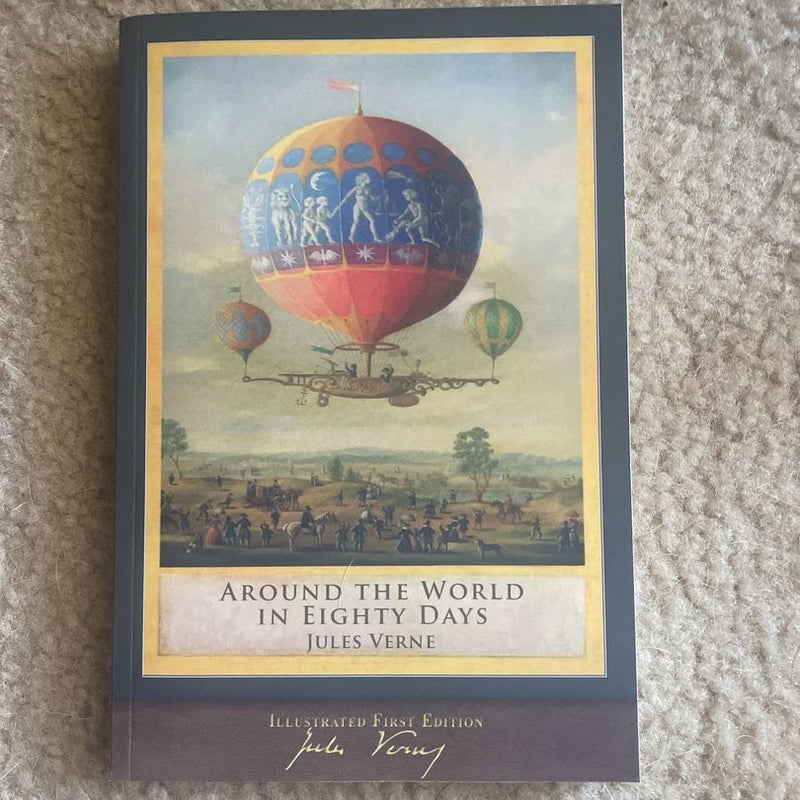 Around the World
in Eighty Days
Jules Verne
Illustrated First Edition
Jules Verne